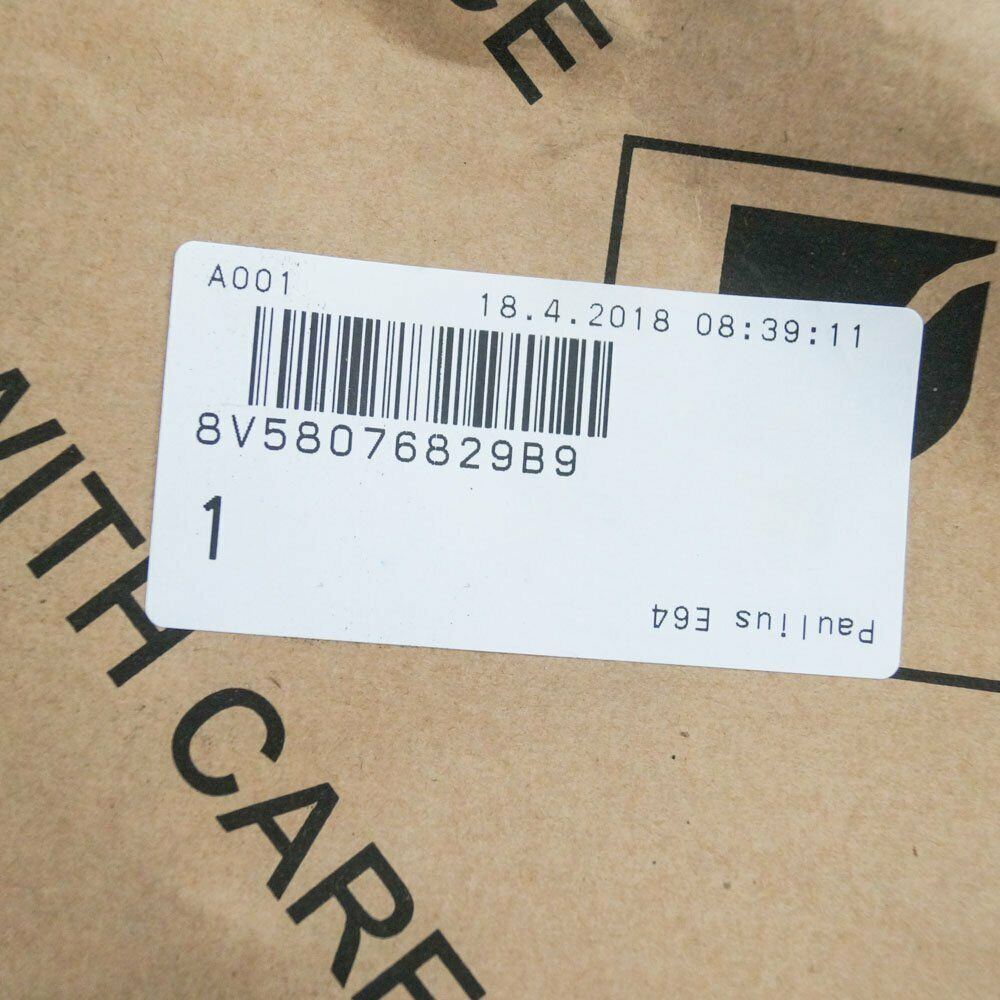 A001
18.4.2018 08:39:11
8V58076829B9
1
Paulius E64
WITH CARE